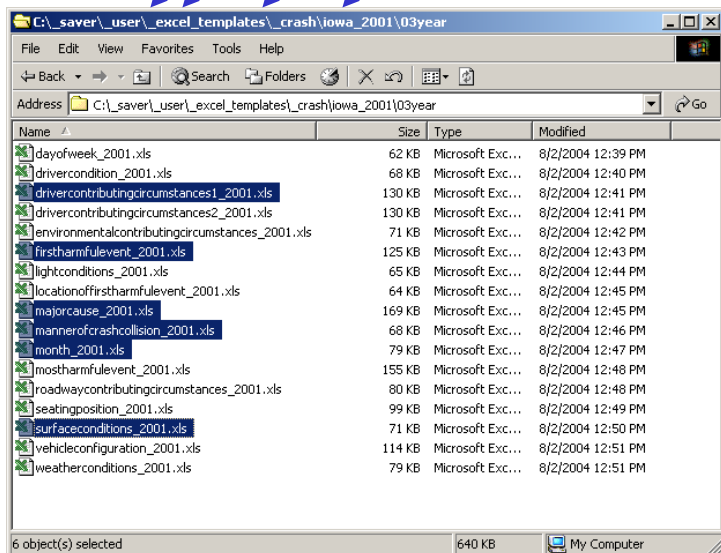 C:\_saver\_user\_excel_templates\_crash\iowa_2001\03year
File Edit View Favorites Tools Help
Back Search Folders
Address C:\_saver\_user\_excel_templates\_crash\iowa_2001\03year Go
Name Size Type Modified
dayofweek_2001.xls 62 KB Microsoft Exc... 8/2/2004 12:39 PM
drivercondition_2001.xls 68 KB Microsoft Exc... 8/2/2004 12:40 PM
drivercontributingcircumstances1_2001.xls 130 KB Microsoft Exc... 8/2/2004 12:41 PM
drivercontributingcircumstances2_2001.xls 130 KB Microsoft Exc... 8/2/2004 12:41 PM
environmentalcontributingcircumstances_2001.xls 71 KB Microsoft Exc... 8/2/2004 12:42 PM
firstharmfulevent_2001.xls 125 KB Microsoft Exc... 8/2/2004 12:43 PM
lightconditions_2001.xls 65 KB Microsoft Exc... 8/2/2004 12:44 PM
locationoffirstharmfulevent_2001.xls 64 KB Microsoft Exc... 8/2/2004 12:45 PM
majorcause_2001.xls 169 KB Microsoft Exc... 8/2/2004 12:45 PM
mannerofcrashcollision_2001.xls 68 KB Microsoft Exc... 8/2/2004 12:46 PM
month_2001.xls 79 KB Microsoft Exc... 8/2/2004 12:47 PM
mostharmfulevent_2001.xls 155 KB Microsoft Exc... 8/2/2004 12:48 PM
roadwaycontributingcircumstances_2001.xls 80 KB Microsoft Exc... 8/2/2004 12:48 PM
seatingposition_2001.xls 99 KB Microsoft Exc... 8/2/2004 12:49 PM
surfaceconditions_2001.xls 71 KB Microsoft Exc... 8/2/2004 12:50 PM
vehicleconfiguration_2001.xls 114 KB Microsoft Exc... 8/2/2004 12:51 PM
weatherconditions_2001.xls 79 KB Microsoft Exc... 8/2/2004 12:51 PM
6 object(s) selected 640 KB My Computer